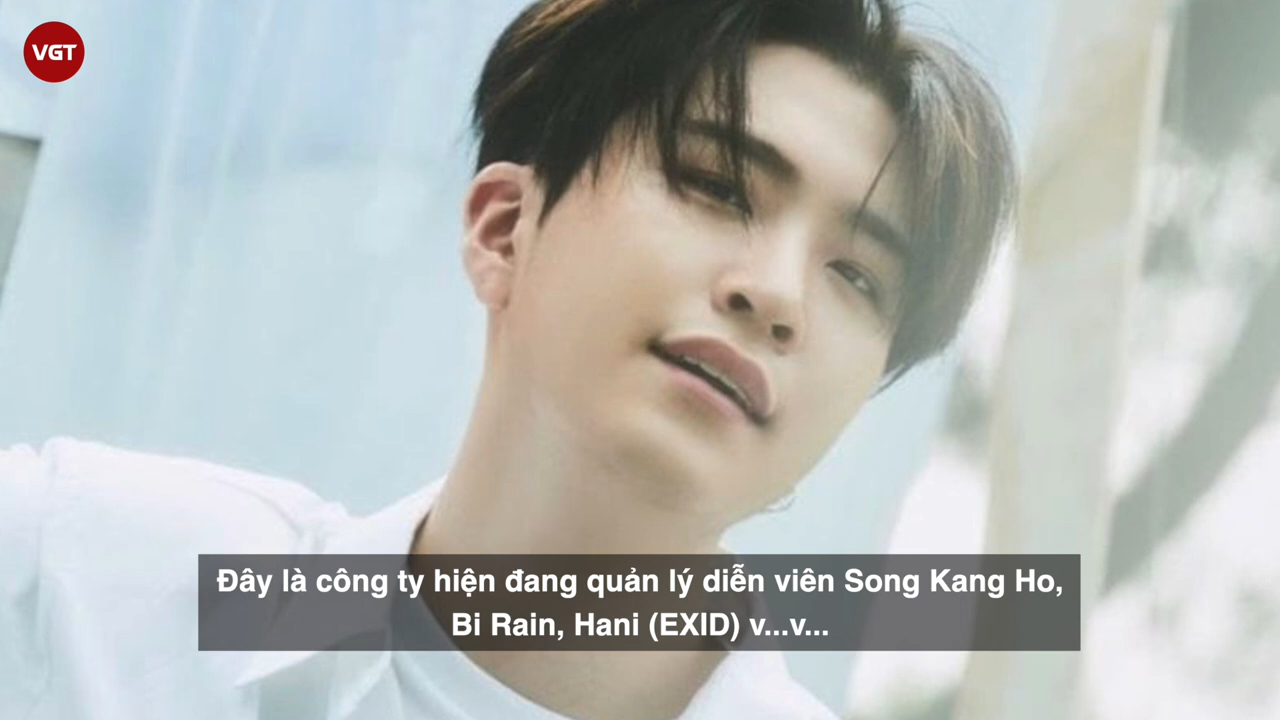 VGT
Đây là công ty hiện đang quản lý diễn viên Song Kang Ho,
Bi Rain, Hani (EXID) v...v...